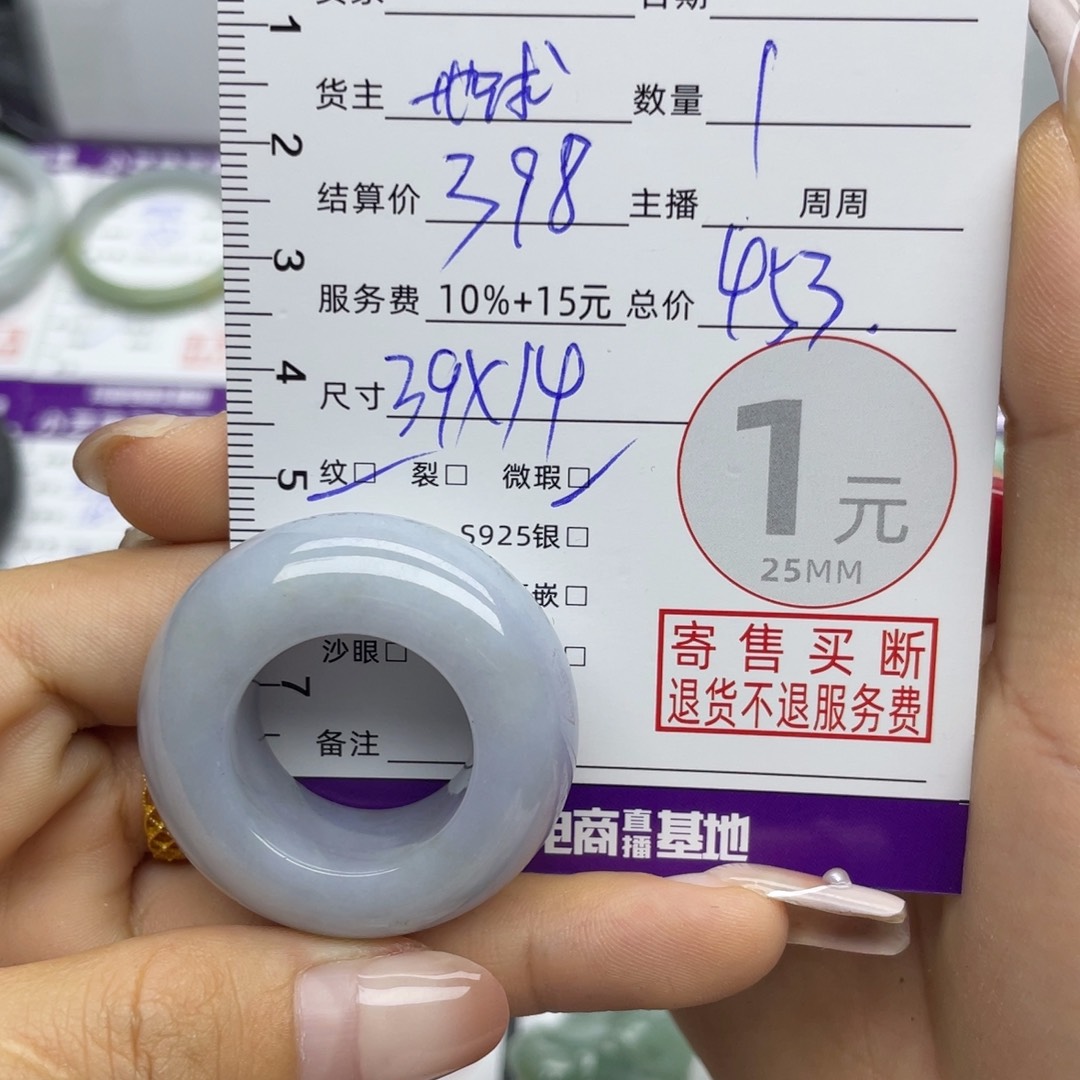 1
货主 地球 数量 1
2
结算价 398 主播 周周
3
服务费 10%+15元 总价 453.
4
尺寸 39X14
1元
25MM
5
纹□ 裂□ 微瑕□
S925银□
嵌□
沙眼□ □
寄售买断
退货不退服务费
7
备注
电商直播基地